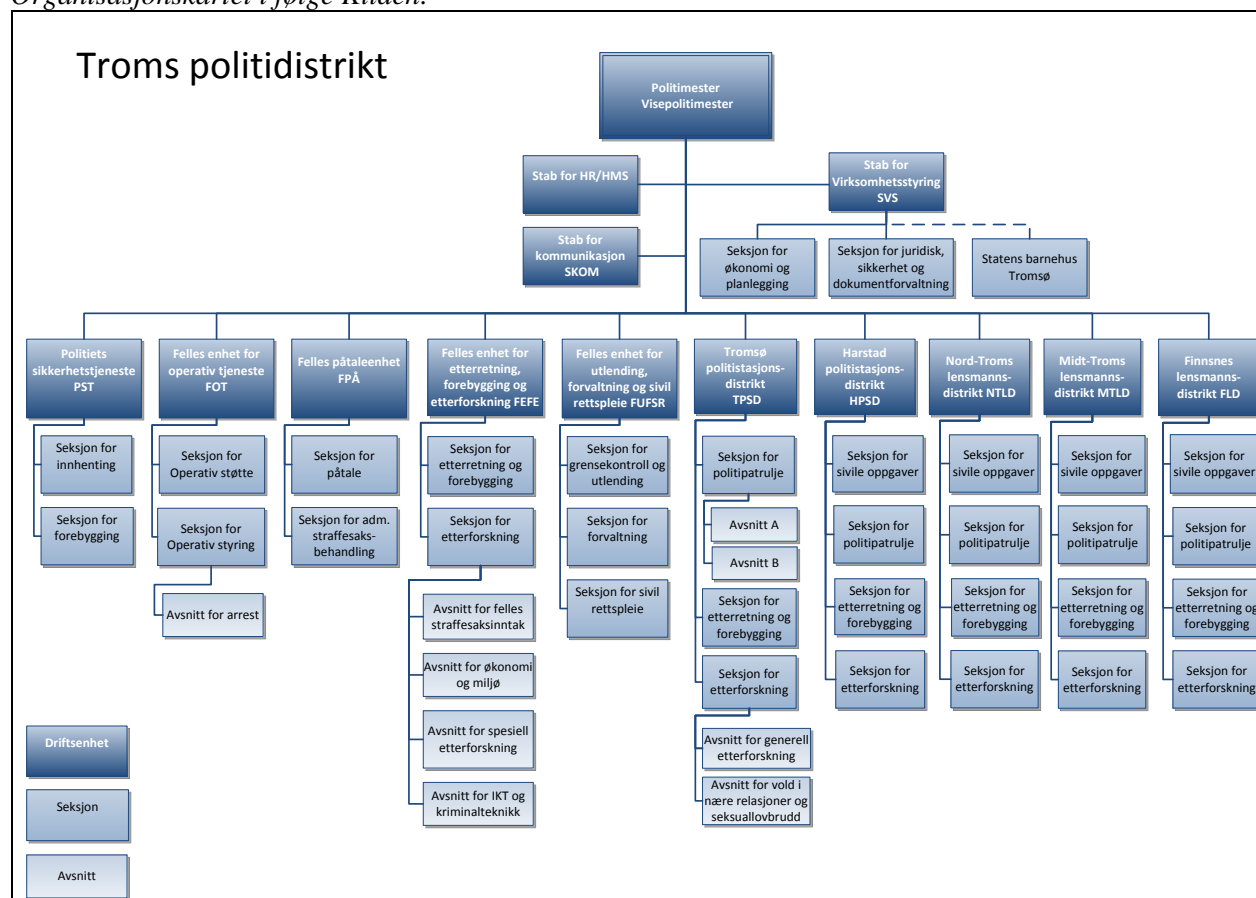 Organisasjonskartet i følge Kilden:
Troms politidistrikt
Politimester
Visepolitimester
Stab for HR/HMS
Stab for
Virksomhetsstyring
SVS
Stab for
kommunikasjon
SKOM
Seksjon for
økonomi og
planlegging
Seksjon for juridisk,
sikkerhet og
dokumentforvaltning
Statens barnehus
Tromsø
Politiets
sikkerhetstjeneste
PST
Seksjon for
innhenting
Seksjon for
forebygging
Felles enhet for
operativ tjeneste
FOT
Seksjon for
Operativ støtte
Seksjon for
Operativ styring
Avsnitt for arrest
Felles påtaleenhet
FPÅ
Seksjon for
påtale
Seksjon for adm.
straffesaks-
behandling
Felles enhet for
etterretning,
forebygging og
etterforskning FEFE
Seksjon for
etterretning og
forebygging
Seksjon for
etterforskning
Avsnitt for felles
straffesaksinntak
Avsnitt for økonomi
og miljø
Avsnitt for spesiell
etterforskning
Avsnitt for IKT og
kriminalteknikk
Felles enhet for
utlending,
forvaltning og sivil
rettspleie FUFSR
Seksjon for
grensekontroll og
utlending
Seksjon for
forvaltning
Seksjon for sivil
rettspleie
Tromsø
politistasjons-
distrikt
TPSD
Seksjon for
politipatrulje
Avsnitt A
Avsnitt B
Seksjon for
etterretning og
forebygging
Seksjon for
etterforskning
Avsnitt for generell
etterforskning
Avsnitt for vold i
nære relasjoner og
seksuallovbrudd
Harstad
politistasjons-
distrikt
HPSD
Seksjon for
sivile oppgaver
Seksjon for
politipatrulje
Seksjon for
etterretning og
forebygging
Seksjon for
etterforskning
Nord-Troms
lensmanns-
distrikt NTLD
Seksjon for
sivile oppgaver
Seksjon for
politipatrulje
Seksjon for
etterretning og
forebygging
Seksjon for
etterforskning
Midt-Troms
lensmanns-
distrikt MTLD
Seksjon for
sivile oppgaver
Seksjon for
politipatrulje
Seksjon for
etterretning og
forebygging
Seksjon for
etterforskning
Finnsnes
lensmanns-
distrikt FLD
Seksjon for
sivile oppgaver
Seksjon for
politipatrulje
Seksjon for
etterretning og
forebygging
Seksjon for
etterforskning
Driftsenhet
Seksjon
Avsnitt